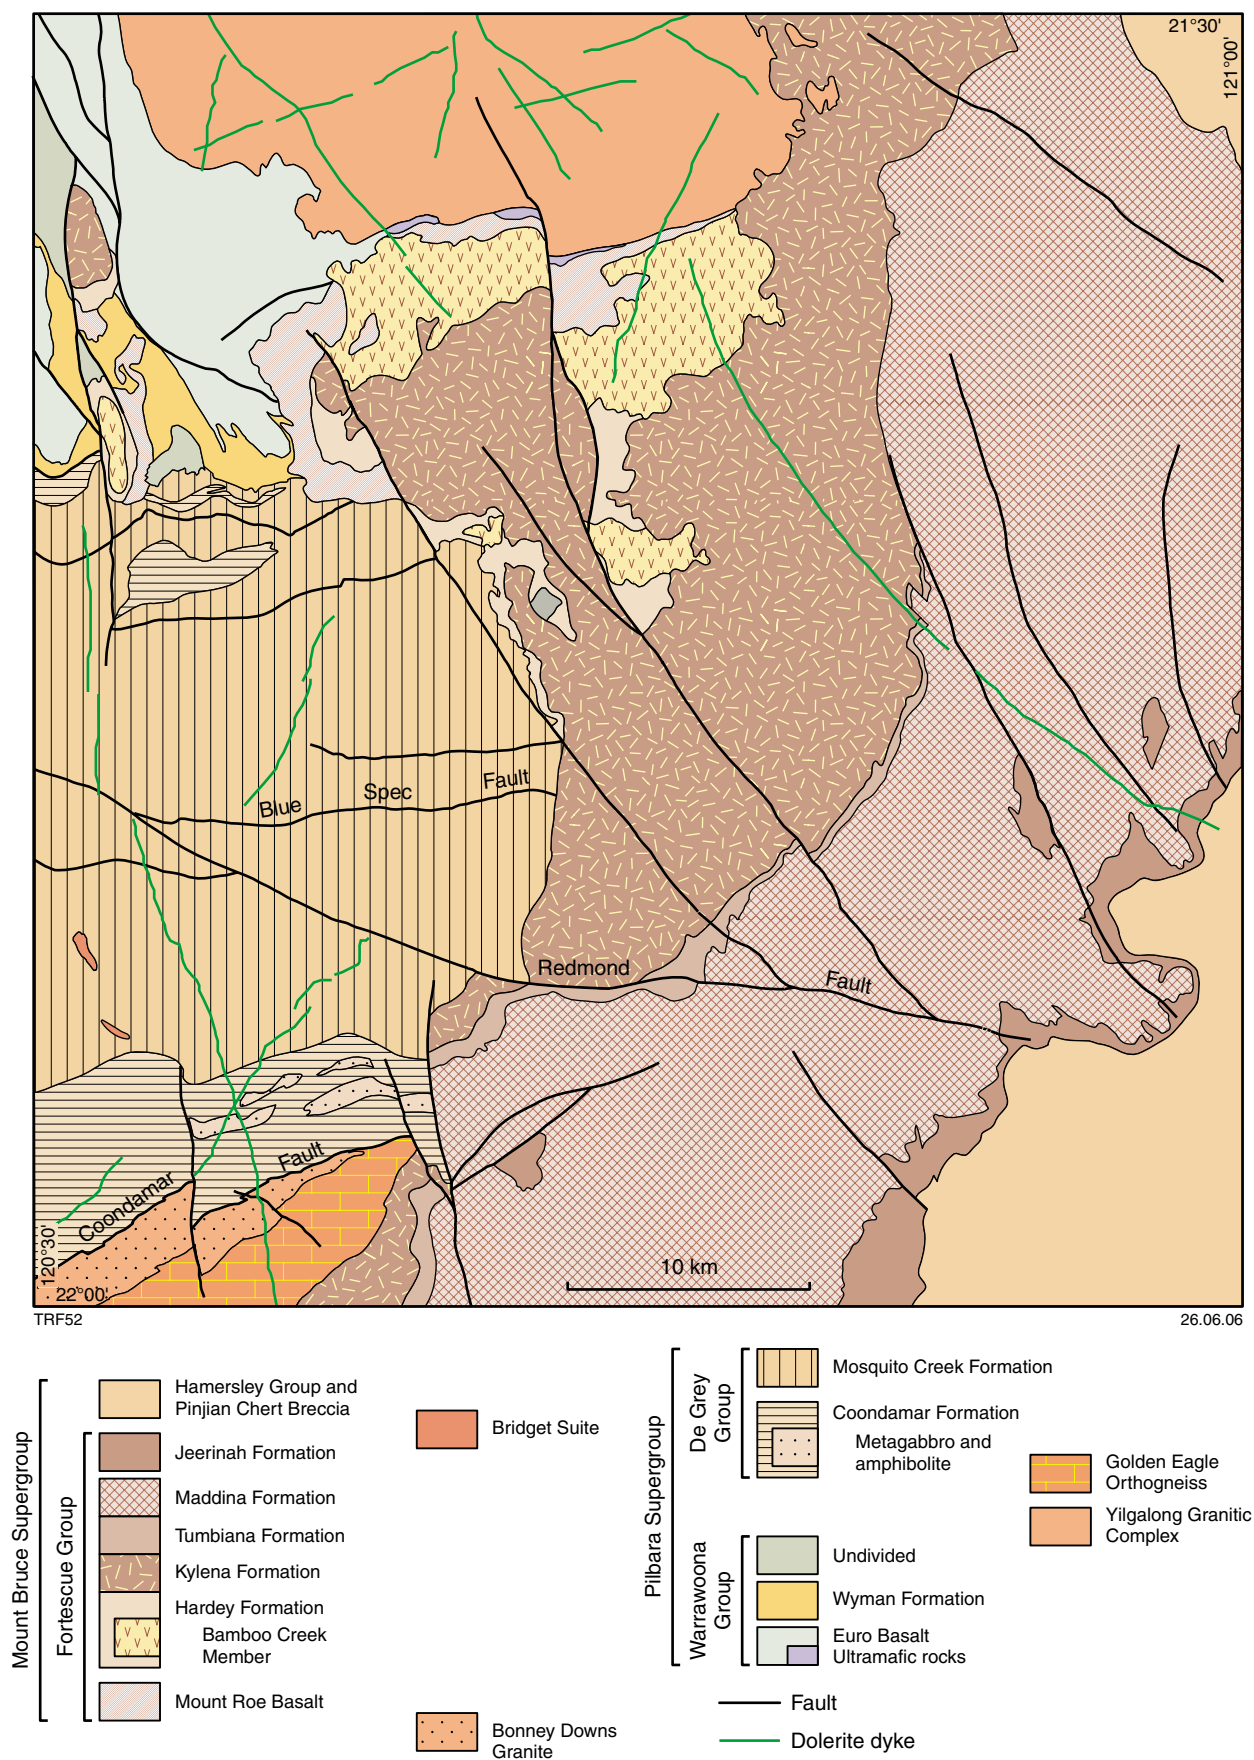 21°30'
121°00'
Blue Spec Fault
Redmond Fault
Coondamar Fault
120°30'
22°00'
10 km
TRF52
26.06.06
Mount Bruce Supergroup
Hamersley Group and
Pinjian Chert Breccia
Fortescue Group
Jeerinah Formation
Maddina Formation
Tumbiana Formation
Kylena Formation
Hardey Formation
Bamboo Creek
Member
Mount Roe Basalt
Bridget Suite
Bonney Downs
Granite
Pilbara Supergroup
De Grey
Group
Mosquito Creek Formation
Coondamar Formation
Metagabbro and
amphibolite
Warrawoona
Group
Undivided
Wyman Formation
Euro Basalt
Ultramafic rocks
Fault
Dolerite dyke
Golden Eagle
Orthogneiss
Yilgalong Granitic
Complex